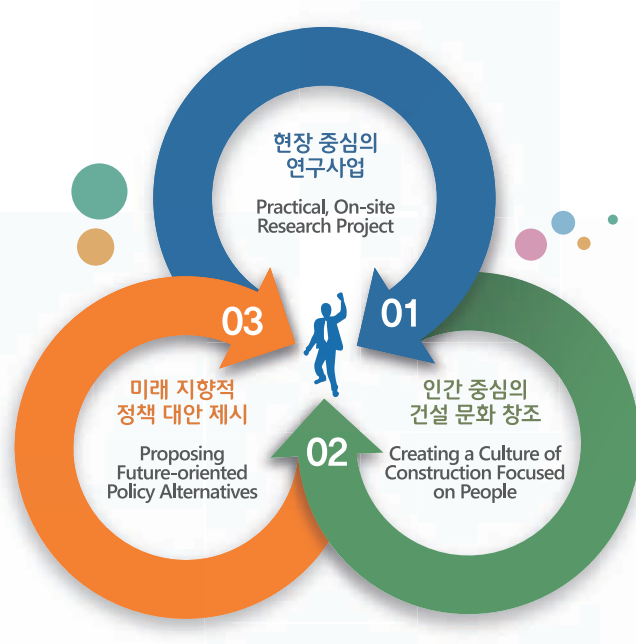 현장 중심의
연구사업
Practical, On-site
Research Project
01
인간 중심의
건설 문화 창조
Creating a Culture of
Construction Focused
on People
02
미래 지향적
정책 대안 제시
Proposing
Future-oriented
Policy Alternatives
03